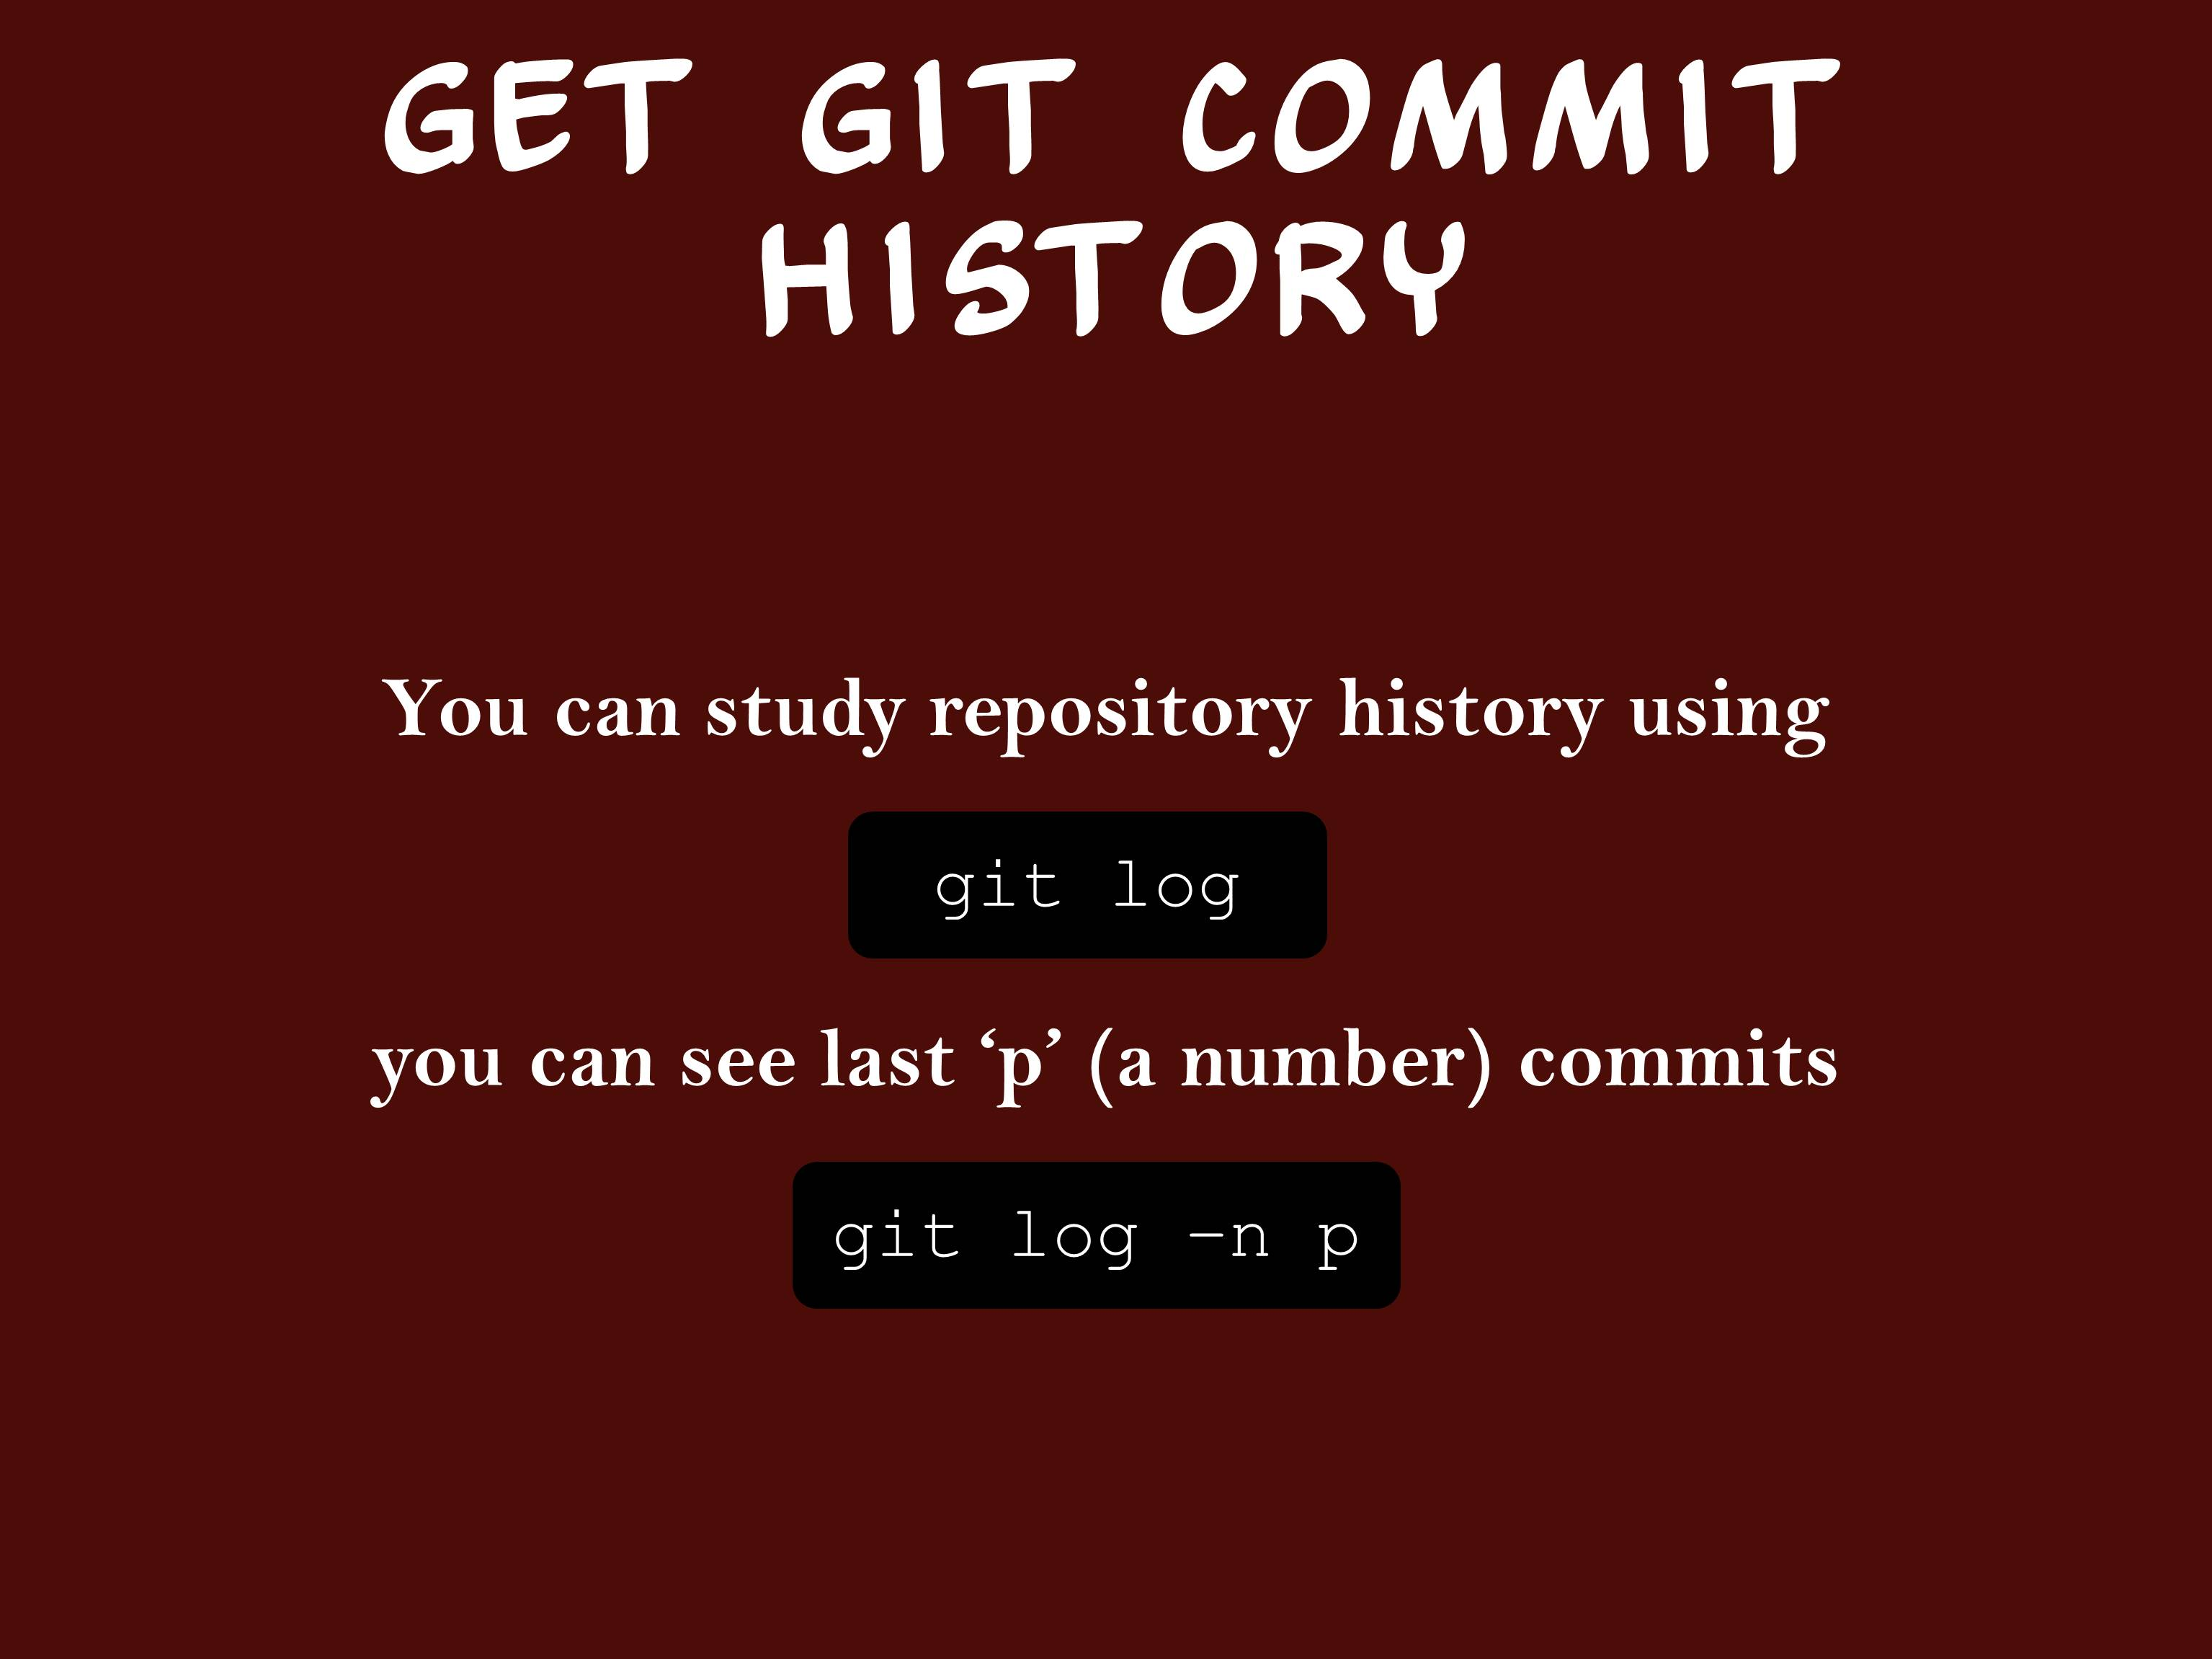 GET GIT COMMIT
HISTORY
You can study repository history using
git log
you can see last ‘p’ (a number) commits
git log –n p